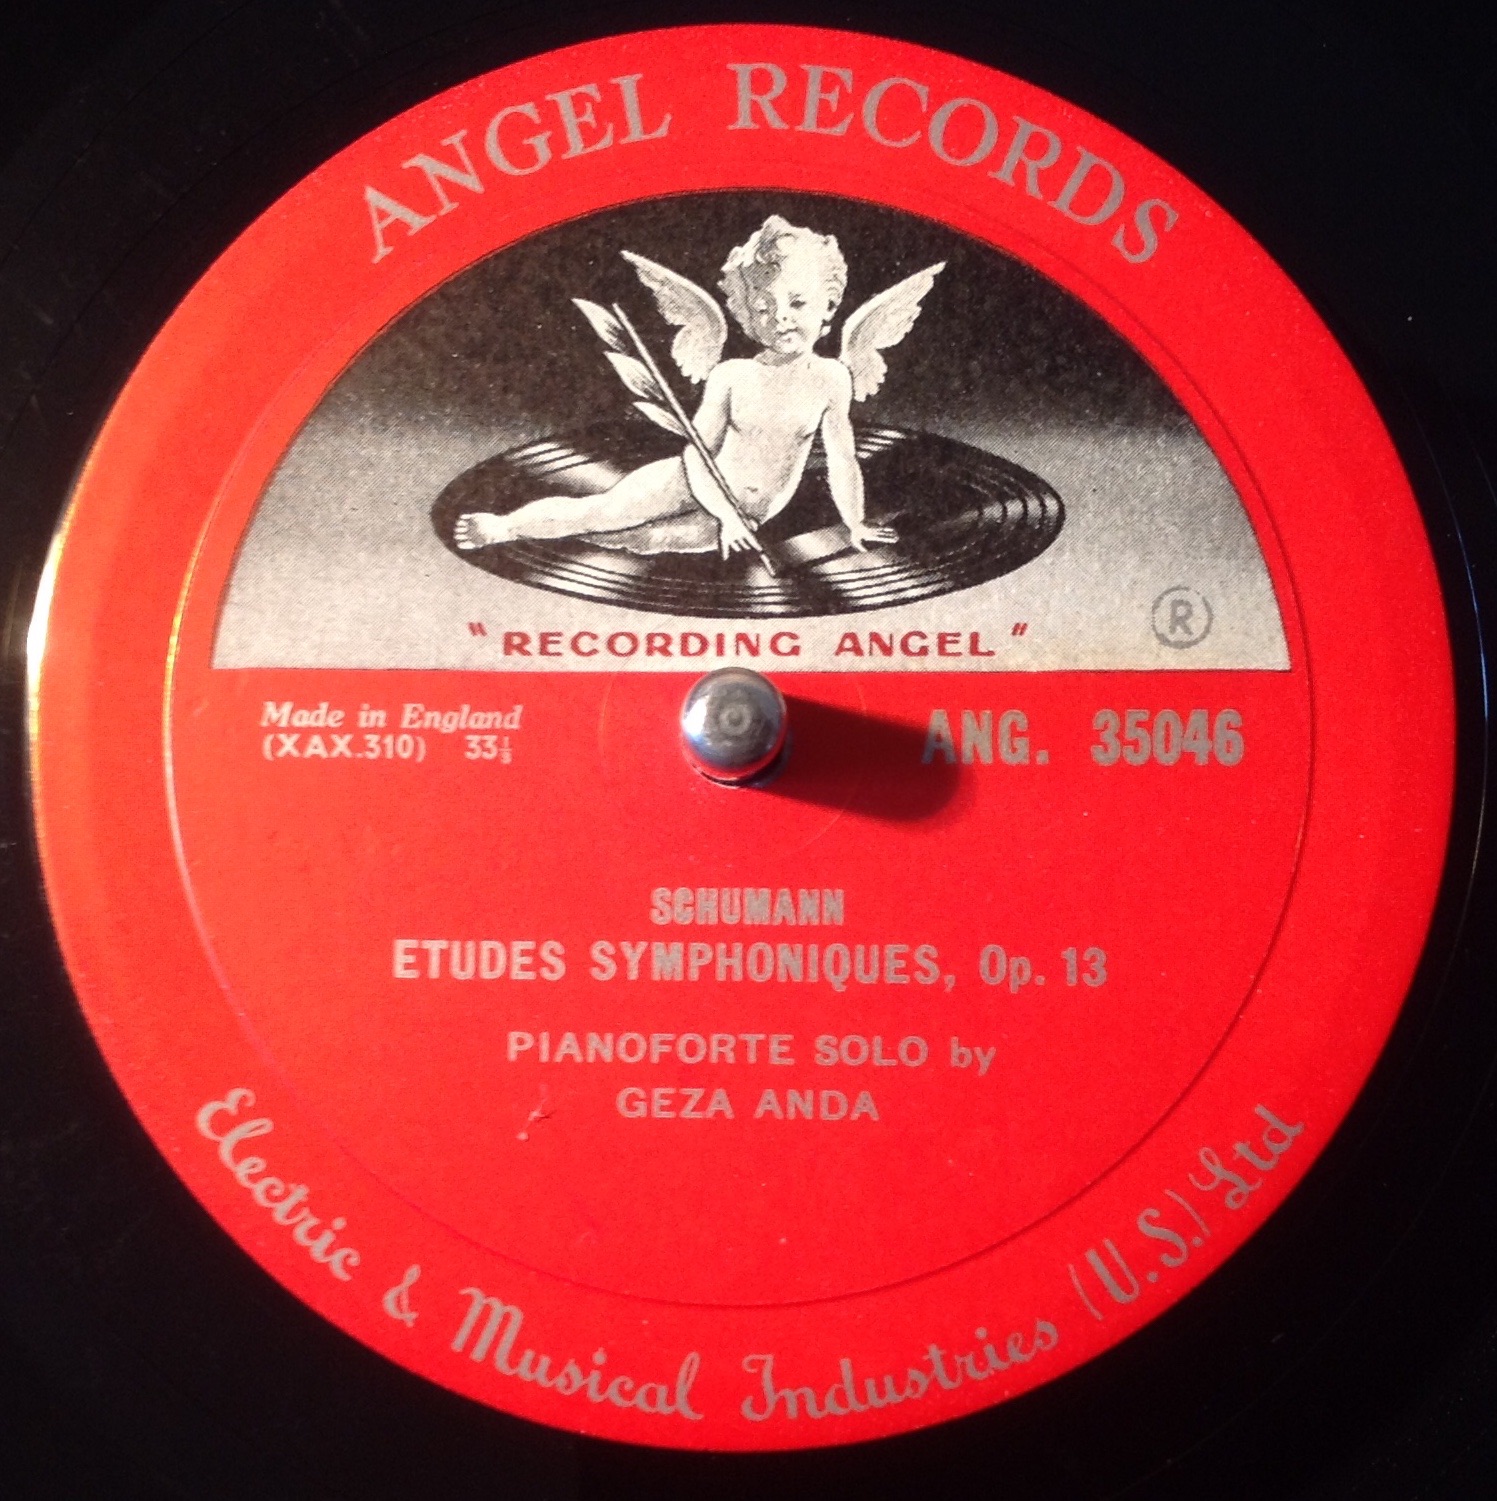 ANGEL RECORDS
"RECORDING ANGEL"
®
Made in England
(XAX.310) 33⅓
ANG. 35046
SCHUMANN
ETUDES SYMPHONIQUES, Op. 13
PIANOFORTE SOLO by
GEZA ANDA
Electric & Musical Industries (U.S.) Ltd